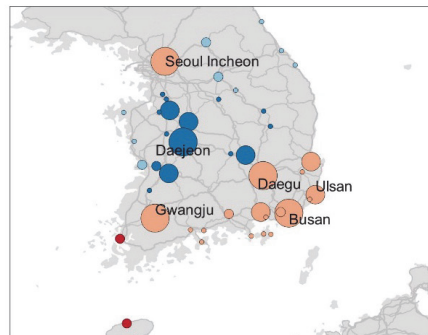 Seoul Incheon
Daejeon
Daegu
Ulsan
Gwangju
Busan